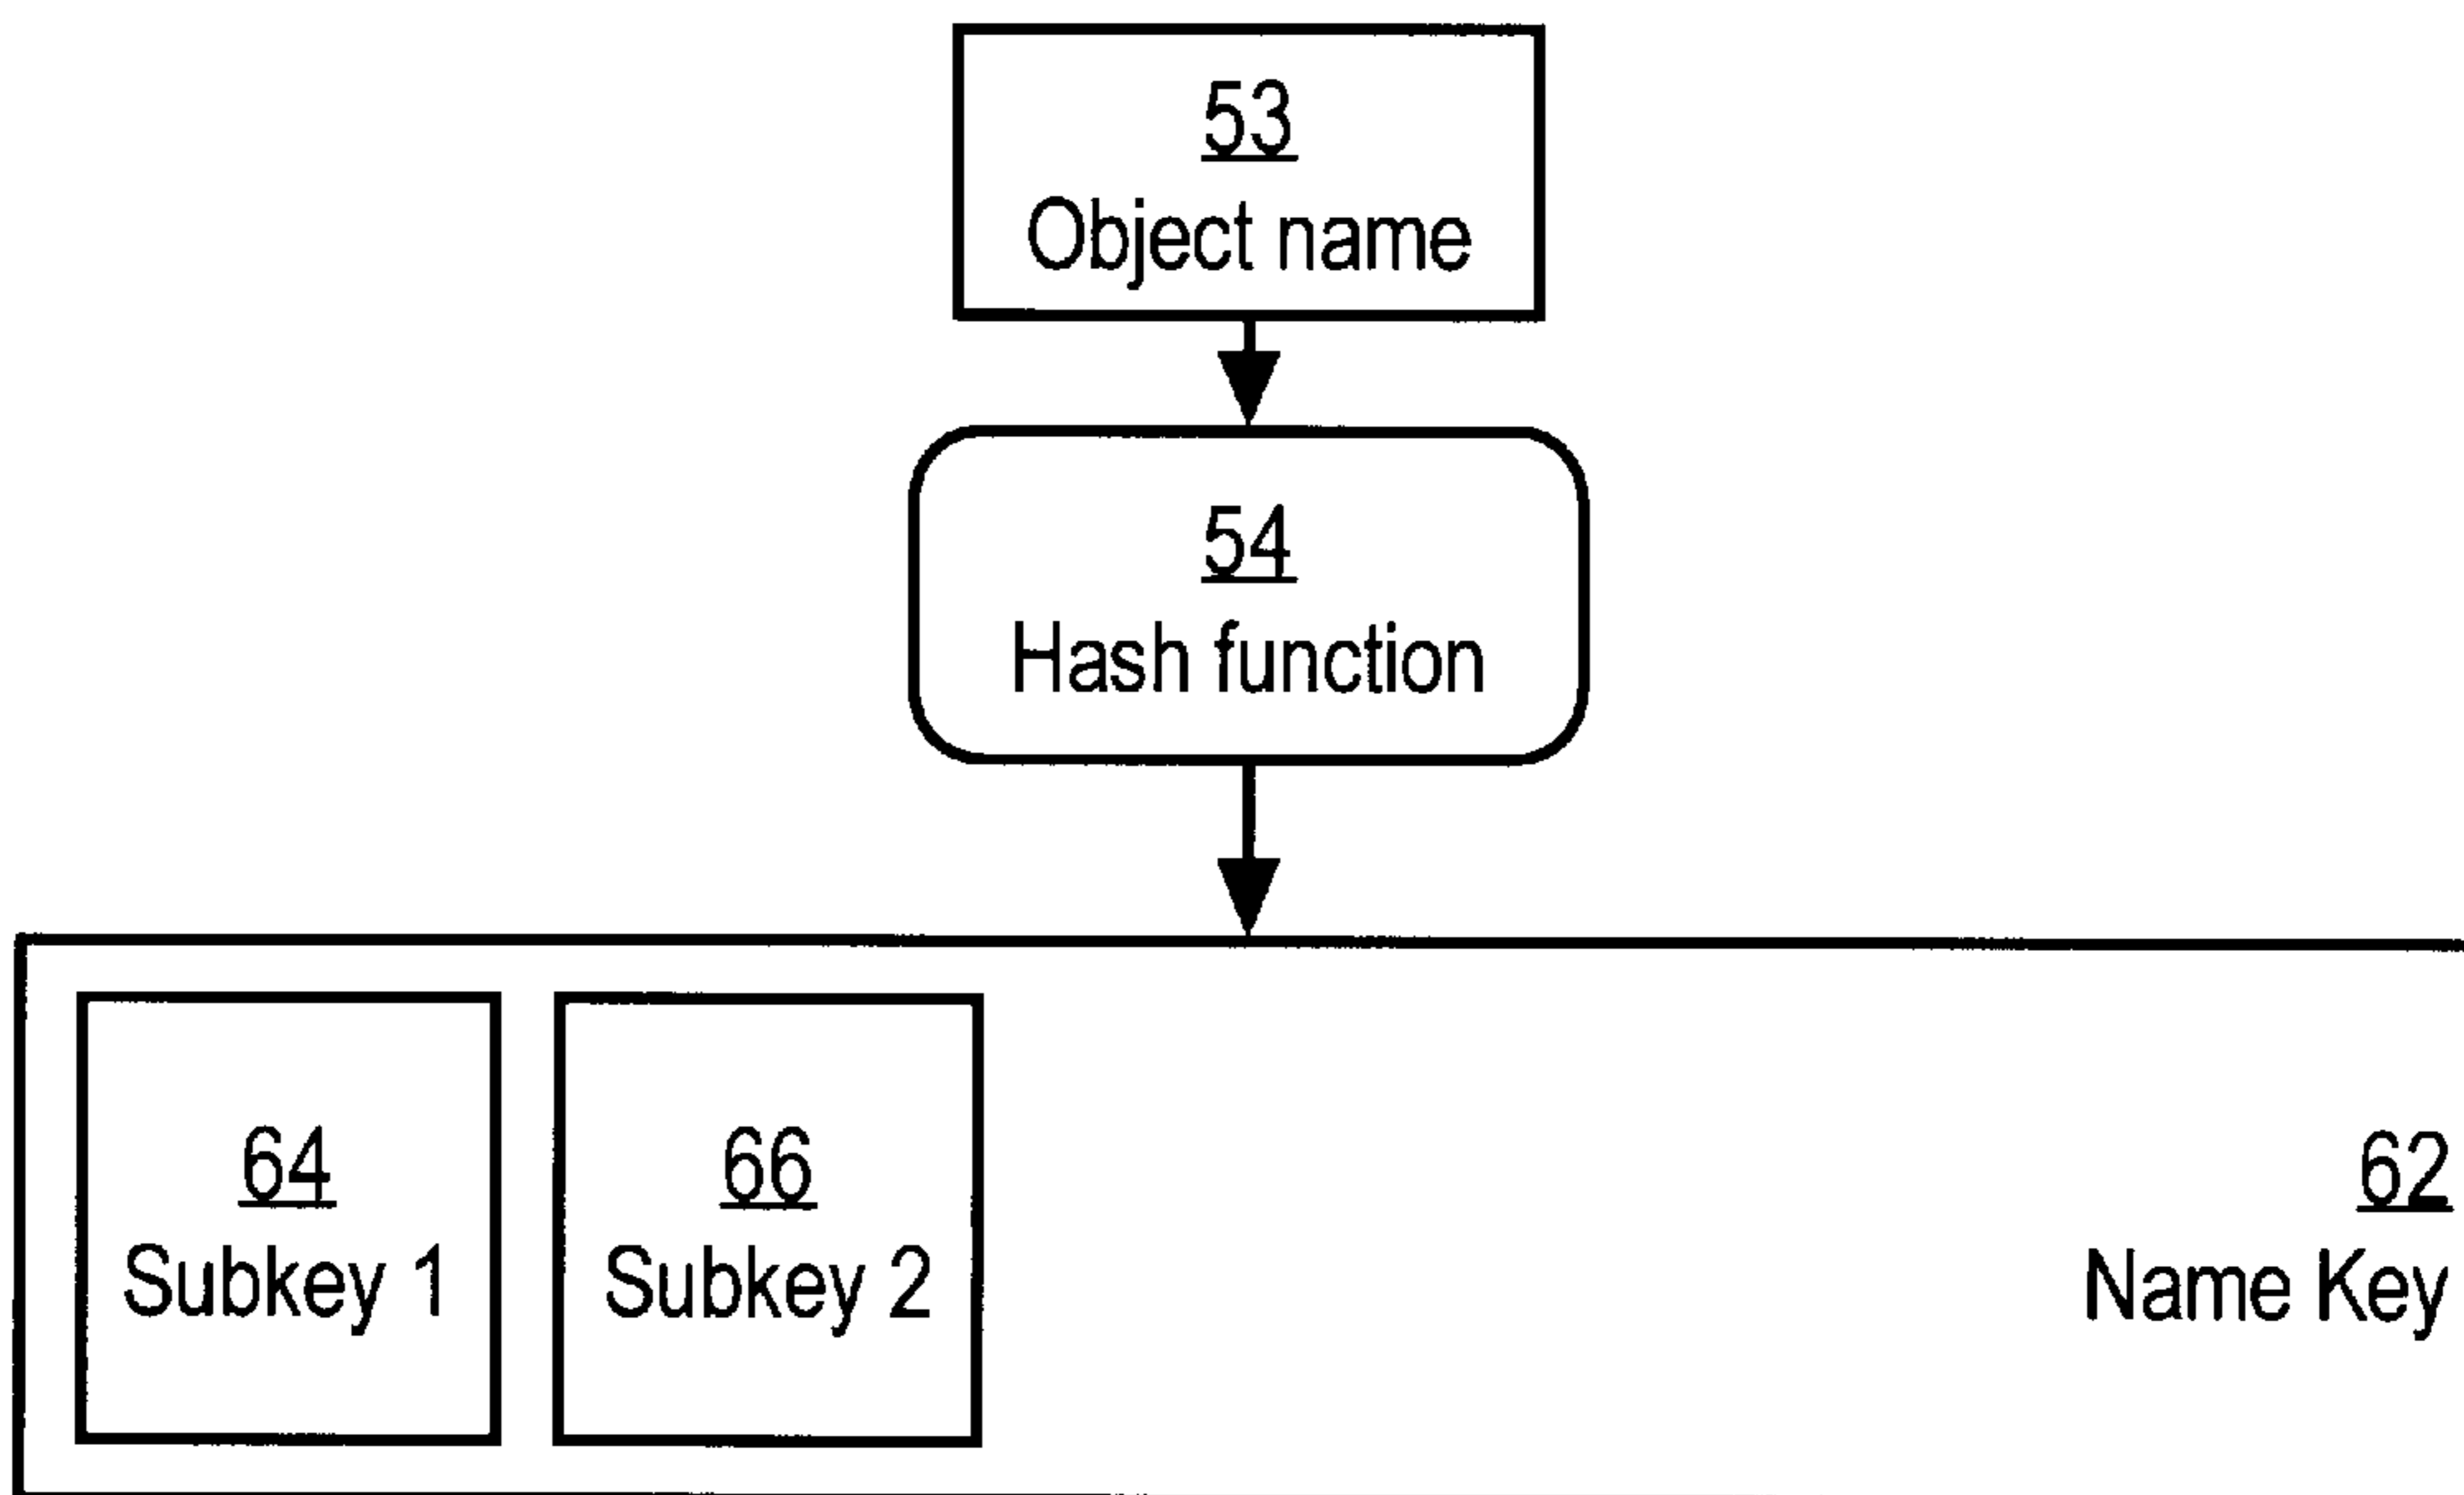 53
Object name
54
Hash function
64
Subkey 1
66
Subkey 2
62
Name Key